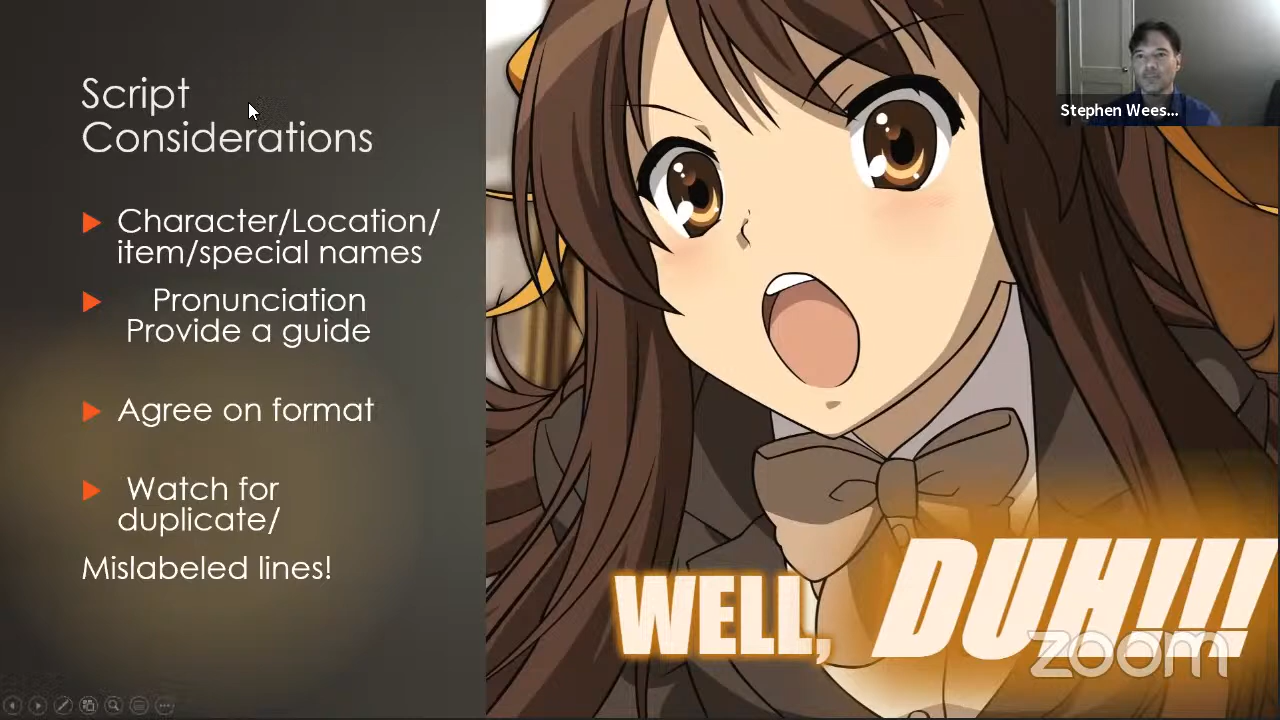 Script
Considerations
Character/Location/
item/special names
Pronunciation
Provide a guide
Agree on format
Watch for
duplicate/
Mislabeled lines!
Stephen Wees...
WELL, DUH!!!
zoom